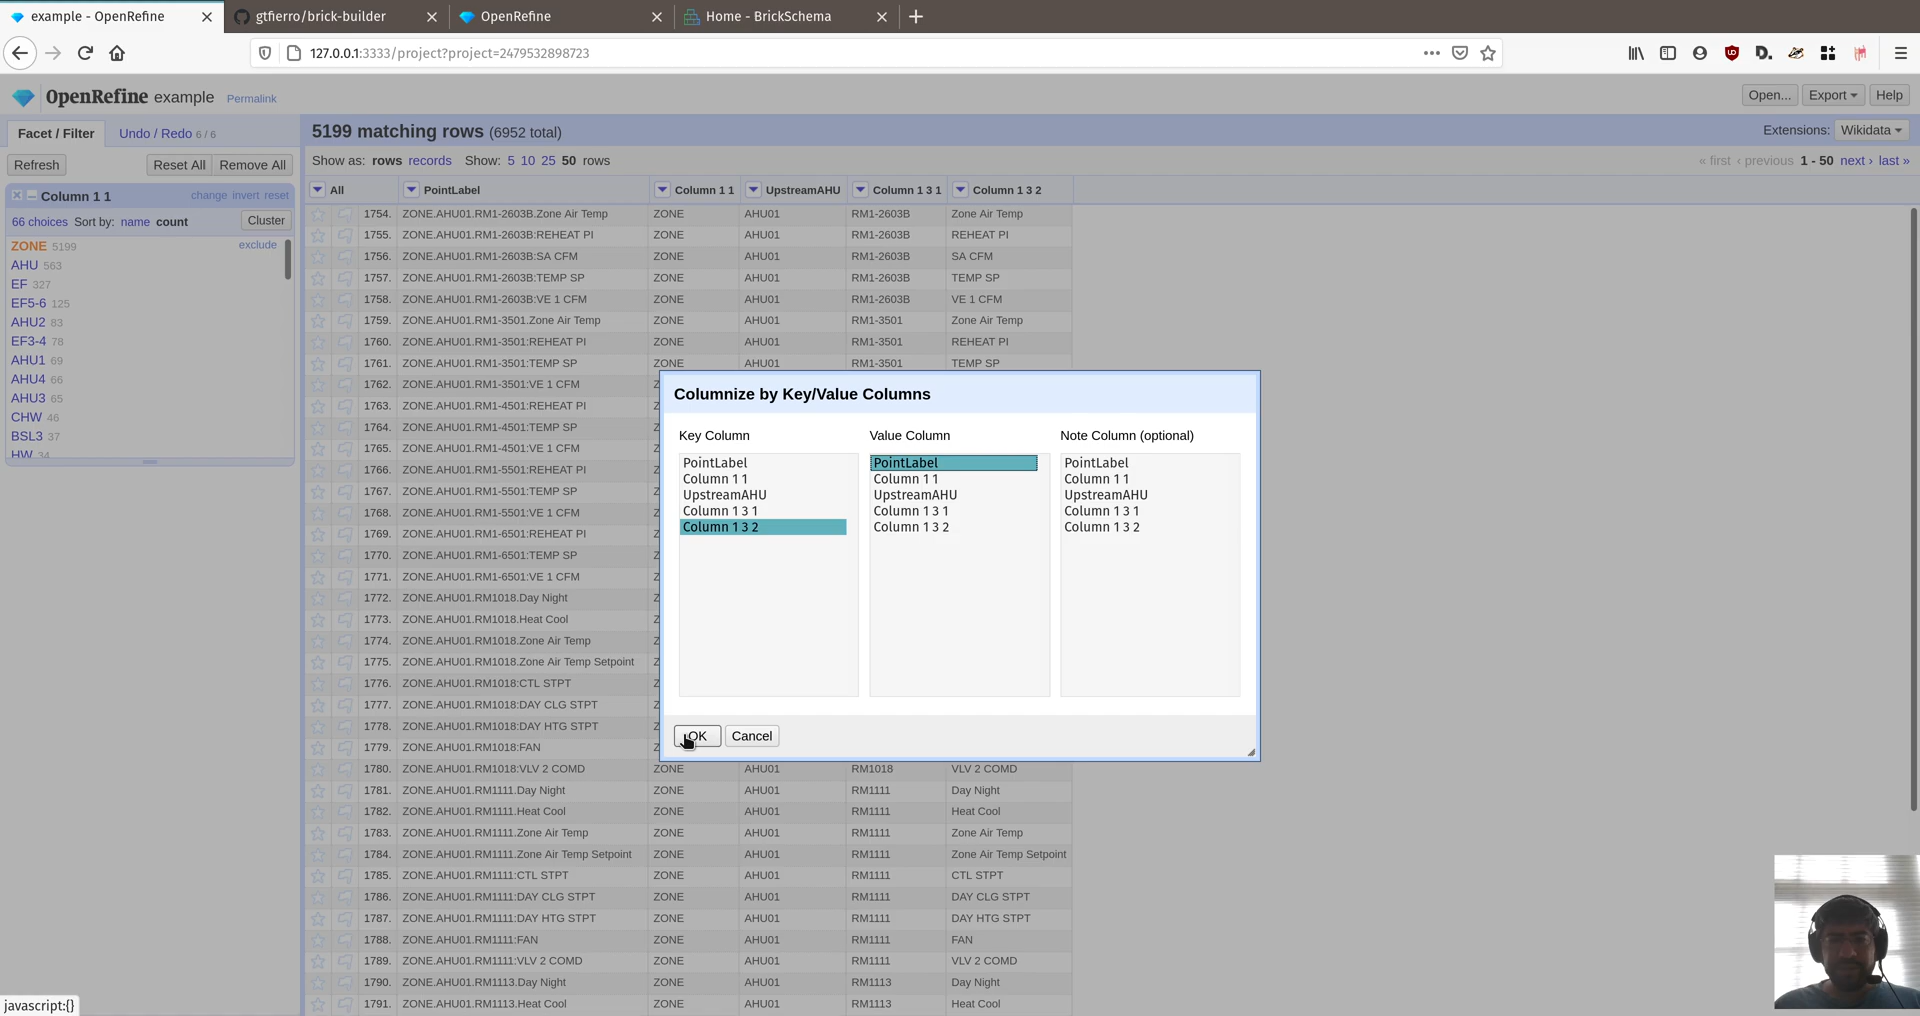 example - OpenRefine
gtfierro/brick-builder
OpenRefine
Home - BrickSchema
127.0.0.1:3333/project?project=2479532898723
OpenRefine example Permalink
Open... Export Help
Facet / Filter Undo / Redo 6 / 6
5199 matching rows (6952 total)
Extensions: Wikidata
Refresh Reset All Remove All
Show as: rows records Show: 5 10 25 50 rows
« first ‹ previous 1 - 50 next › last »
Column 1 1 change invert reset
66 choices Sort by: name count Cluster
ZONE 5199 exclude
AHU 563
EF 327
EF5-6 125
AHU2 83
EF3-4 78
AHU1 69
AHU4 66
AHU3 65
CHW 46
BSL3 37
HW 34
All PointLabel Column 1 1 UpstreamAHU Column 1 3 1 Column 1 3 2
1754. ZONE.AHU01.RM1-2603B.Zone Air Temp ZONE AHU01 RM1-2603B Zone Air Temp
1755. ZONE.AHU01.RM1-2603B:REHEAT PI ZONE AHU01 RM1-2603B REHEAT PI
1756. ZONE.AHU01.RM1-2603B:SA CFM ZONE AHU01 RM1-2603B SA CFM
1757. ZONE.AHU01.RM1-2603B:TEMP SP ZONE AHU01 RM1-2603B TEMP SP
1758. ZONE.AHU01.RM1-2603B:VE 1 CFM ZONE AHU01 RM1-2603B VE 1 CFM
1759. ZONE.AHU01.RM1-3501.Zone Air Temp ZONE AHU01 RM1-3501 Zone Air Temp
1760. ZONE.AHU01.RM1-3501:REHEAT PI ZONE AHU01 RM1-3501 REHEAT PI
1761. ZONE.AHU01.RM1-3501:TEMP SP ZONE AHU01 RM1-3501 TEMP SP
1762. ZONE.AHU01.RM1-3501:VE 1 CFM Z
1763. ZONE.AHU01.RM1-4501:REHEAT PI Z
1764. ZONE.AHU01.RM1-4501:TEMP SP Z
1765. ZONE.AHU01.RM1-4501:VE 1 CFM Z
1766. ZONE.AHU01.RM1-5501:REHEAT PI Z
1767. ZONE.AHU01.RM1-5501:TEMP SP Z
1768. ZONE.AHU01.RM1-5501:VE 1 CFM Z
1769. ZONE.AHU01.RM1-6501:REHEAT PI Z
1770. ZONE.AHU01.RM1-6501:TEMP SP Z
1771. ZONE.AHU01.RM1-6501:VE 1 CFM Z
1772. ZONE.AHU01.RM1018.Day Night Z
1773. ZONE.AHU01.RM1018.Heat Cool Z
1774. ZONE.AHU01.RM1018.Zone Air Temp Z
1775. ZONE.AHU01.RM1018.Zone Air Temp Setpoint Z
1776. ZONE.AHU01.RM1018:CTL STPT Z
1777. ZONE.AHU01.RM1018:DAY CLG STPT Z
1778. ZONE.AHU01.RM1018:DAY HTG STPT Z
1779. ZONE.AHU01.RM1018:FAN Z
1780. ZONE.AHU01.RM1018:VLV 2 COMD ZONE AHU01 RM1018 VLV 2 COMD
1781. ZONE.AHU01.RM1111.Day Night ZONE AHU01 RM1111 Day Night
1782. ZONE.AHU01.RM1111.Heat Cool ZONE AHU01 RM1111 Heat Cool
1783. ZONE.AHU01.RM1111.Zone Air Temp ZONE AHU01 RM1111 Zone Air Temp
1784. ZONE.AHU01.RM1111.Zone Air Temp Setpoint ZONE AHU01 RM1111 Zone Air Temp Setpoint
1785. ZONE.AHU01.RM1111:CTL STPT ZONE AHU01 RM1111 CTL STPT
1786. ZONE.AHU01.RM1111:DAY CLG STPT ZONE AHU01 RM1111 DAY CLG STPT
1787. ZONE.AHU01.RM1111:DAY HTG STPT ZONE AHU01 RM1111 DAY HTG STPT
1788. ZONE.AHU01.RM1111:FAN ZONE AHU01 RM1111 FAN
1789. ZONE.AHU01.RM1111:VLV 2 COMD ZONE AHU01 RM1111 VLV 2 COMD
1790. ZONE.AHU01.RM1113.Day Night ZONE AHU01 RM1113 Day Night
1791. ZONE.AHU01.RM1113.Heat Cool ZONE AHU01 RM1113 Heat Cool
Columnize by Key/Value Columns
Key Column Value Column Note Column (optional)
PointLabel PointLabel PointLabel
Column 1 1 Column 1 1 Column 1 1
UpstreamAHU UpstreamAHU UpstreamAHU
Column 1 3 1 Column 1 3 1 Column 1 3 1
Column 1 3 2 Column 1 3 2 Column 1 3 2
OK Cancel
javascript:{}